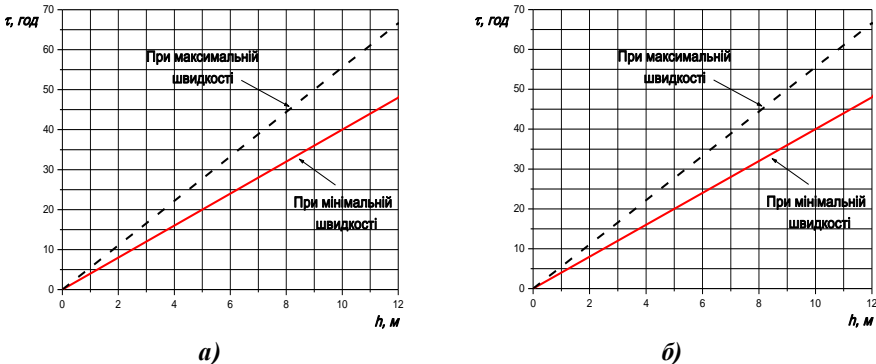 τ, год
70
60
50
40
30
20
10
0
При максимальній
швидкості
При мінімальній
швидкості
0 2 4 6 8 10 12
h, м
а)
τ, год
70
60
50
40
30
20
10
0
При максимальній
швидкості
При мінімальній
швидкості
0 2 4 6 8 10 12
h, м
б)